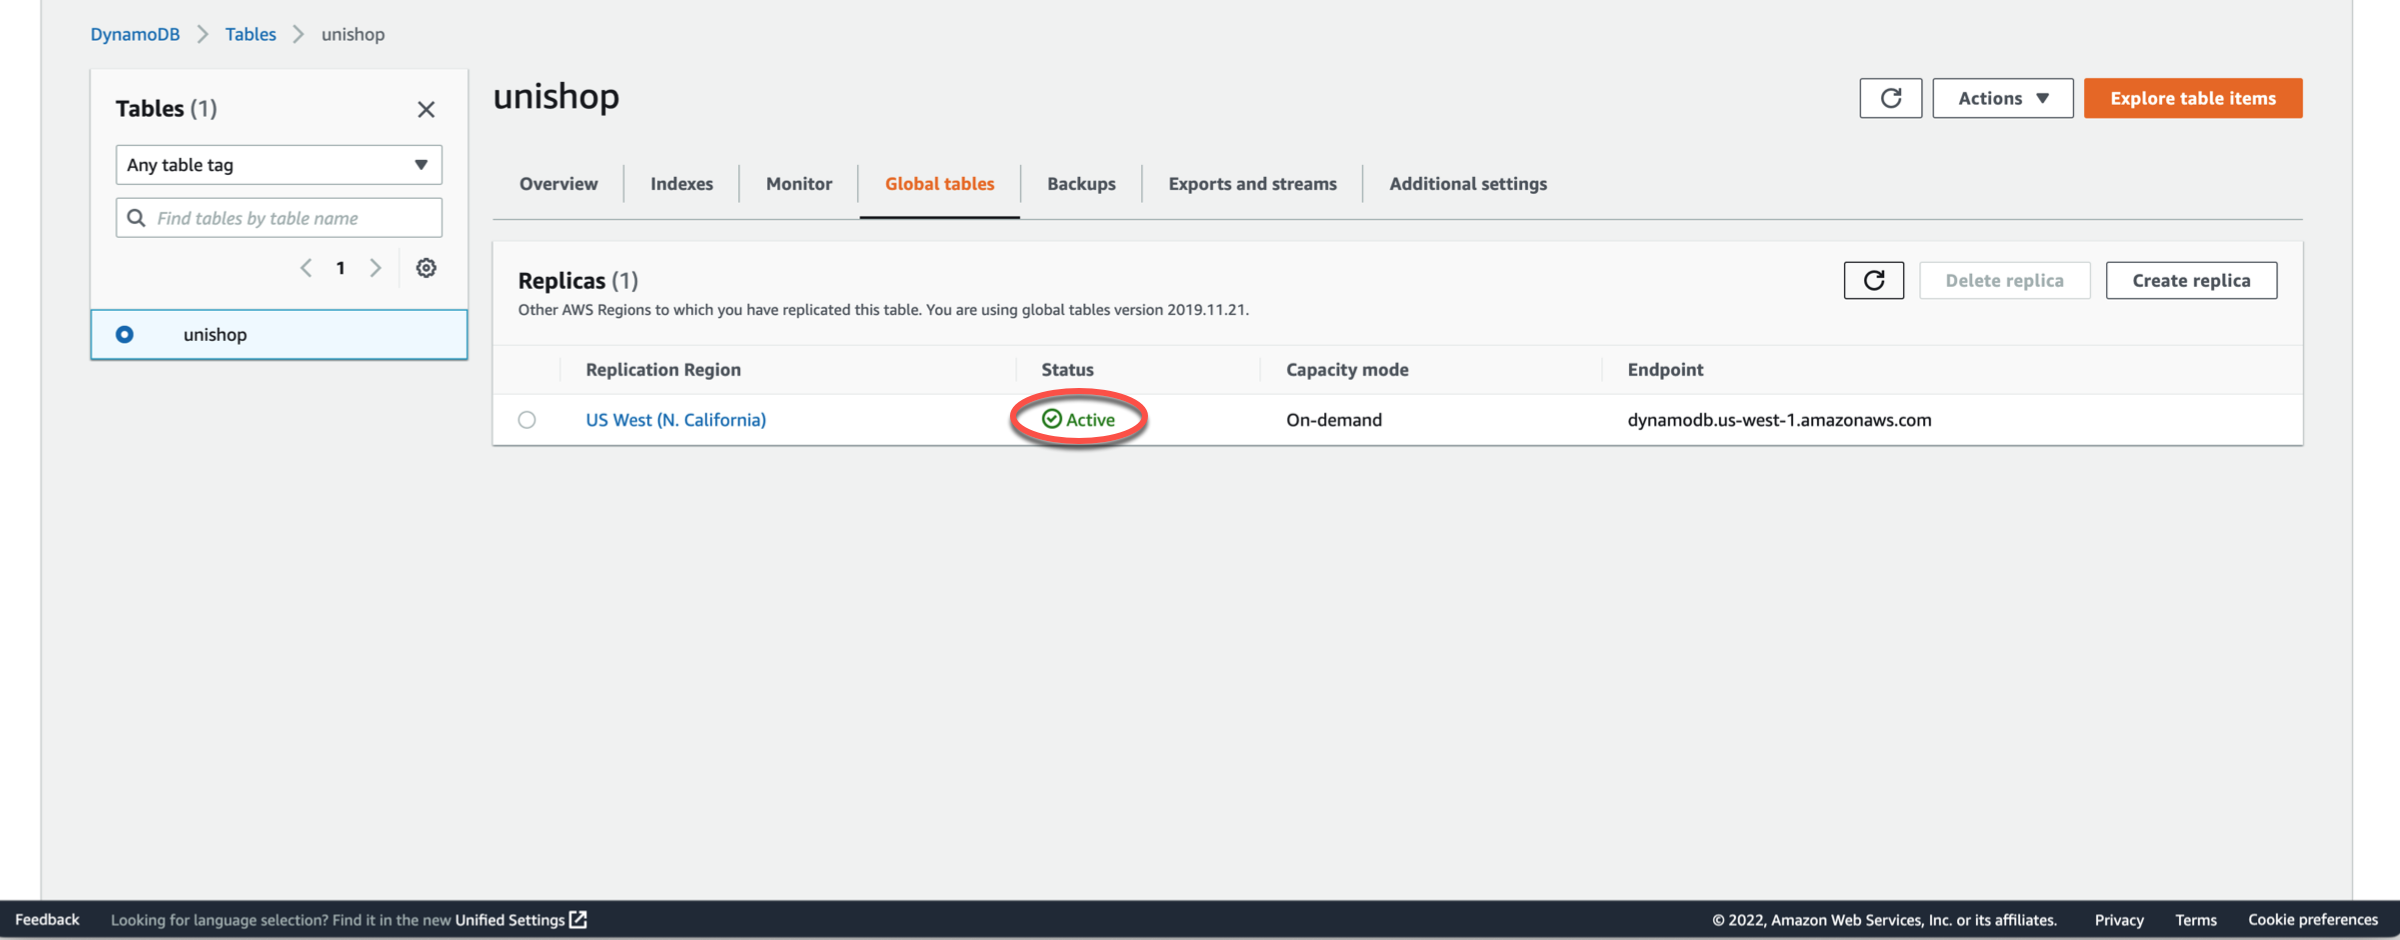 DynamoDB > Tables > unishop
Tables (1)
Any table tag
Find tables by table name
1
unishop
unishop
Actions
Explore table items
Overview
Indexes
Monitor
Global tables
Backups
Exports and streams
Additional settings
Replicas (1)
Other AWS Regions to which you have replicated this table. You are using global tables version 2019.11.21.
Delete replica
Create replica
Replication Region Status Capacity mode Endpoint
US West (N. California) Active On-demand dynamodb.us-west-1.amazonaws.com
Feedback Looking for language selection? Find it in the new Unified Settings © 2022, Amazon Web Services, Inc. or its affiliates. Privacy Terms Cookie preferences